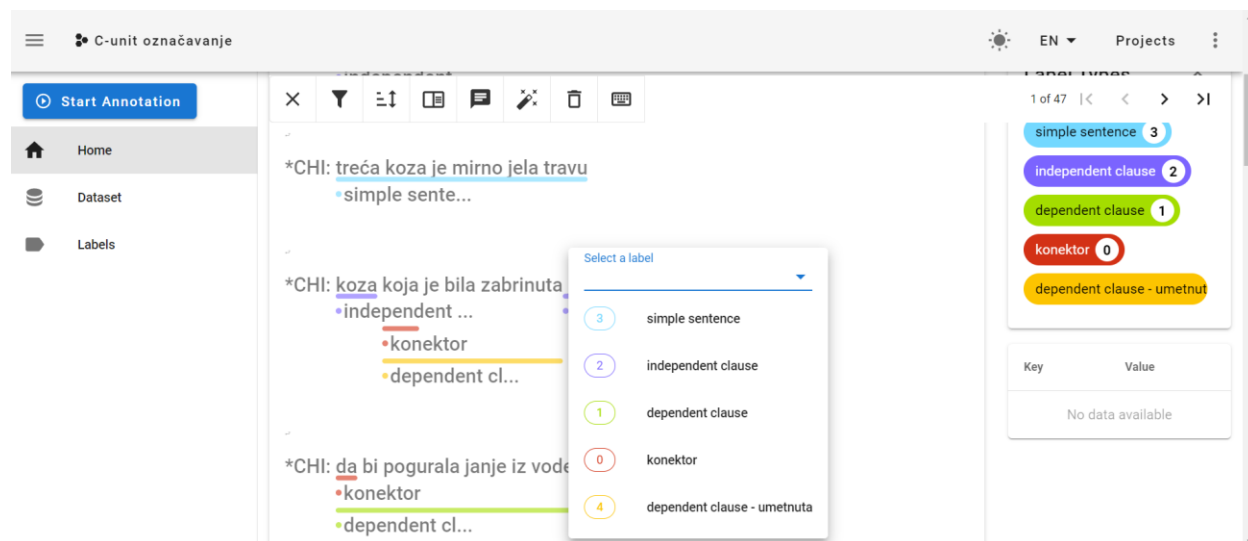 C-unit označavanje
EN
Projects
Start Annotation
Home
Dataset
Labels
1 of 47
*CHI: treća koza je mirno jela travu
simple sente...
*CHI: koza koja je bila zabrinuta
independent ...
konektor
dependent cl...
*CHI: da bi pogurala janje iz vode
konektor
dependent cl...
Select a label
3 simple sentence
2 independent clause
1 dependent clause
0 konektor
4 dependent clause - umetnuta
Label Types
simple sentence 3
independent clause 2
dependent clause 1
konektor 0
dependent clause - umetnut
Key Value
No data available